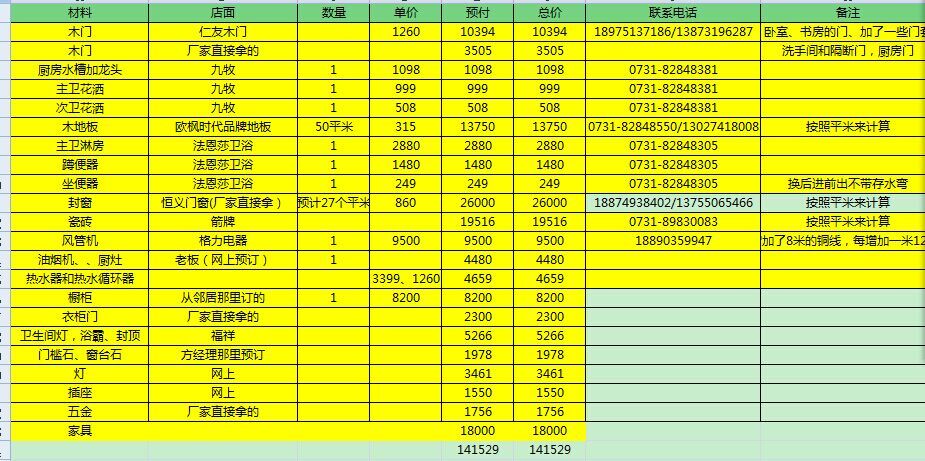 材料 店面 数量 单价 预付 总价 联系电话 备注
木门 仁友木门 1260 10394 10394 18975137186/13873196287 卧室、书房的门、加了一些门套
木门 厂家直接拿的 3505 3505 洗手间和隔断门，厨房门
厨房水槽加龙头 九牧 1 1098 1098 1098 0731-82848381
主卫花洒 九牧 1 999 999 999 0731-82848381
次卫花洒 九牧 1 508 508 508 0731-82848381
木地板 欧枫时代品牌地板 50平米 315 13750 13750 0731-82848550/13027418008 按照平米来计算
主卫淋房 法恩莎卫浴 1 2880 2880 2880 0731-82848305
蹲便器 法恩莎卫浴 1 1480 1480 1480 0731-82848305
坐便器 法恩莎卫浴 1 249 249 249 0731-82848305 换后进前出不带存水弯
封窗 恒义门窗(厂家直接拿） 预计27个平米 860 26000 26000 18874938402/13755065466 按照平米来计算
瓷砖 箭牌 19516 19516 0731-89830083 按照平米来计算
风管机 格力电器 1 9500 9500 9500 18890359947 加了8米的铜线，每增加一米12
油烟机、、厨灶 老板（网上预订） 1 4480 4480
热水器和热水循环器 3399、1260 4659 4659
橱柜 从邻居那里订的 1 8200 8200 8200
衣柜门 厂家直接拿的 2300 2300
卫生间灯，浴霸、封顶 福祥 5266 5266
门槛石、窗台石 方经理那里预订 1978 1978
灯 网上 3461 3461
插座 网上 1550 1550
五金 厂家直接拿的 1756 1756
家具 18000 18000
141529 141529